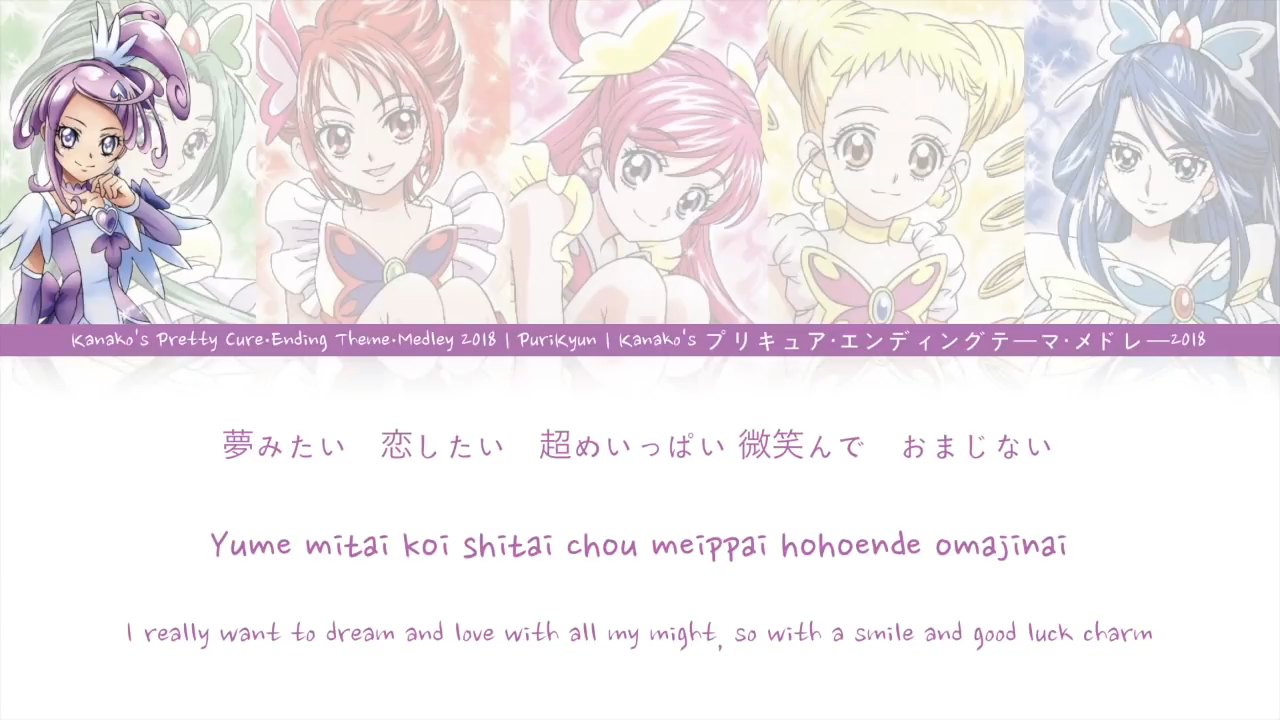 Kanako's Pretty Cure•Ending Theme•Medley 2018 | PuriKyun | Kanako's プリキュア•エンディングテーマ•メドレー2018
夢みたい　恋したい　超めいっぱい 微笑んで　おまじない
Yume mitai koi shitai chou meippai hohoende omajinai
I really want to dream and love with all my might, so with a smile and good luck charm